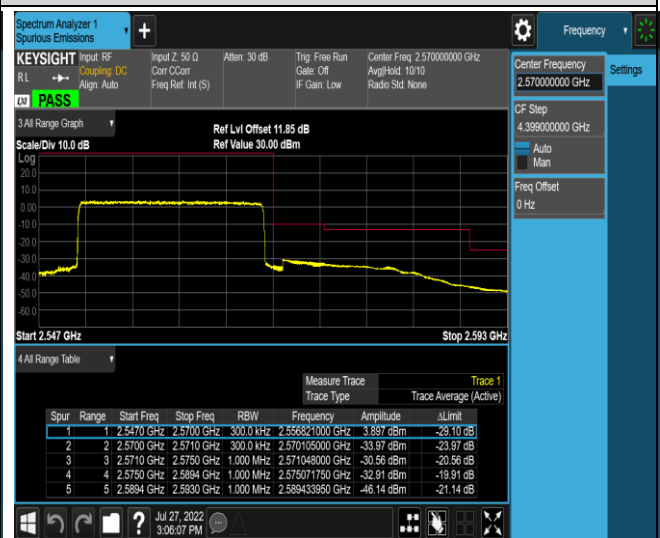 Spectrum Analyzer 1
Spurious Emissions
Frequency
KEYSIGHT Input: RF Input Z: 50 Ω Atten: 30 dB Trig: Free Run Center Freq: 2.570000000 GHz
RL Coupling: DC Corr CCorr Gate: Off Avg|Hold: 10/10
Align: Auto Freq Ref: Int (S) IF Gain: Low Radio Std: None
LW PASS
Center Frequency
2.570000000 GHz
Settings
CF Step
4.399000000 GHz
Auto
Man
Freq Offset
0 Hz
3 All Range Graph
Ref Lvl Offset 11.85 dB
Scale/Div 10.0 dB Ref Value 30.00 dBm
Log
20.0
10.0
0.00
-10.0
-20.0
-30.0
-40.0
-50.0
-60.0
Start 2.547 GHz Stop 2.593 GHz
4 All Range Table
Measure Trace Trace 1
Trace Type Trace Average (Active)
Spur Range Start Freq Stop Freq RBW Frequency Amplitude ΔLimit
1 1 2.5470 GHz 2.5700 GHz 300.0 kHz 2.556821000 GHz 3.897 dBm -29.10 dB
2 2 2.5700 GHz 2.5710 GHz 300.0 kHz 2.570105000 GHz -33.97 dBm -23.97 dB
3 3 2.5710 GHz 2.5750 GHz 1.000 MHz 2.571048000 GHz -30.56 dBm -20.56 dB
4 4 2.5750 GHz 2.5894 GHz 1.000 MHz 2.575071750 GHz -32.91 dBm -19.91 dB
5 5 2.5894 GHz 2.5930 GHz 1.000 MHz 2.589433950 GHz -46.14 dBm -21.14 dB
Jul 27, 2022
3:06:07 PM